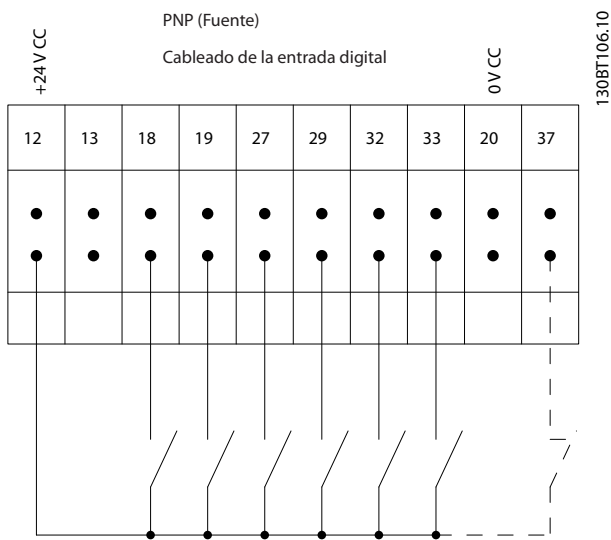 PNP (Fuente)
Cableado de la entrada digital
+24 V CC
0 V CC
130BT106.10
12 13 18 19 27 29 32 33 20 37